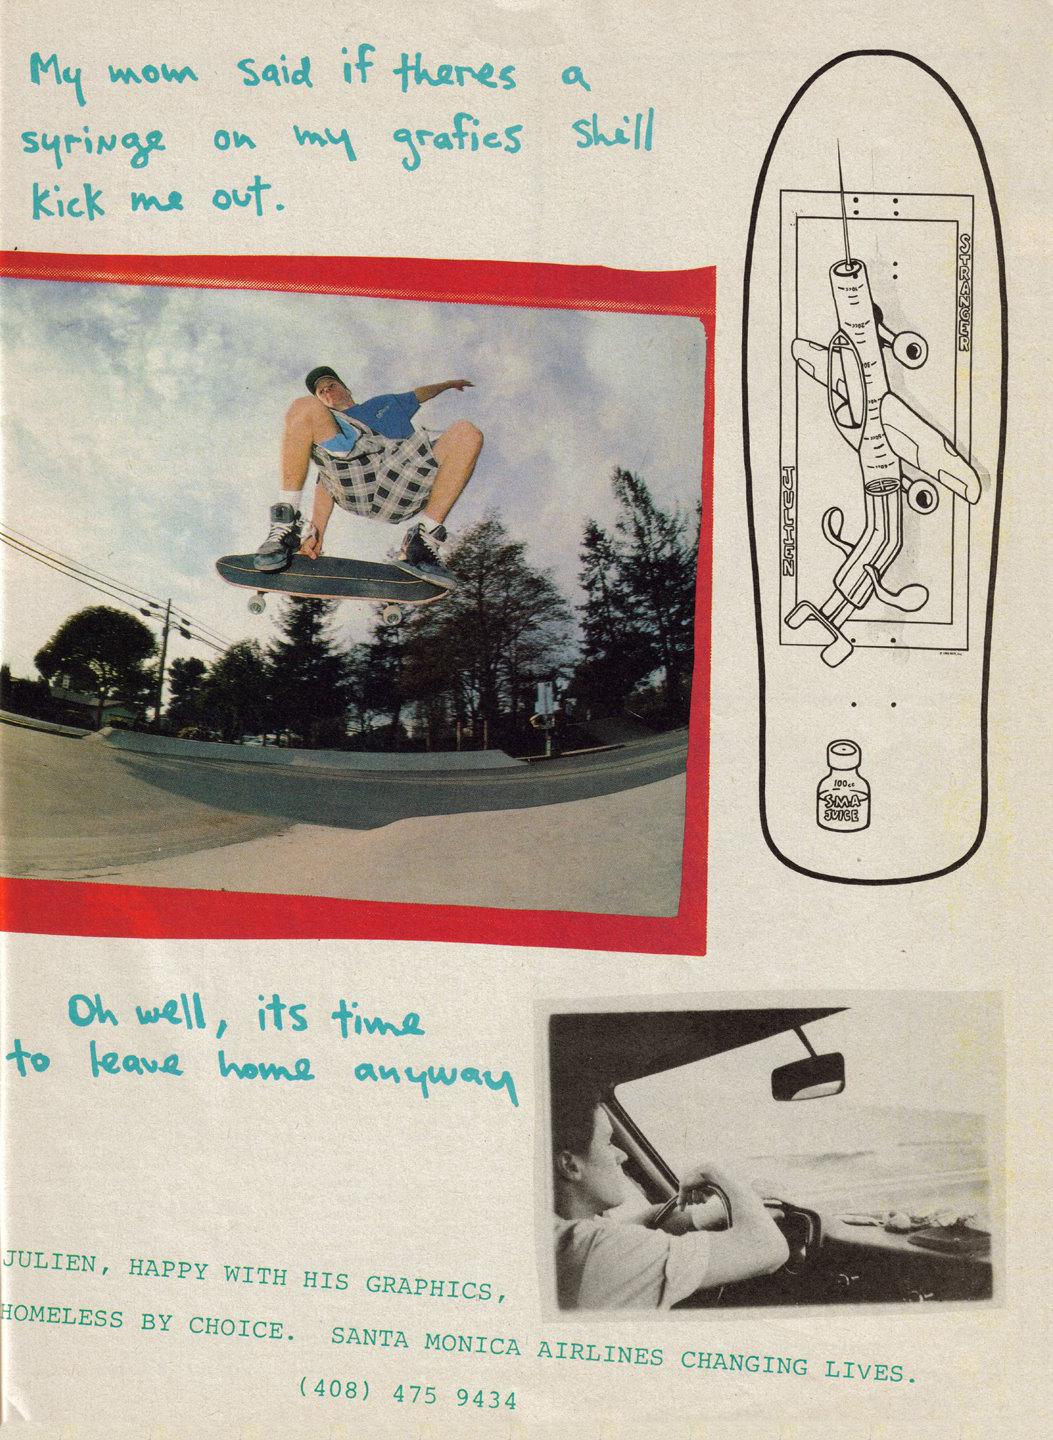 My mom said if theres a
syringe on my grafics shell
kick me out.
STRANGER
JULIEN
100cc
SMA
JUICE
Oh well, its time
to leave home anyway
JULIEN, HAPPY WITH HIS GRAPHICS,
HOMELESS BY CHOICE. SANTA MONICA AIRLINES CHANGING LIVES.
(408) 475 9434